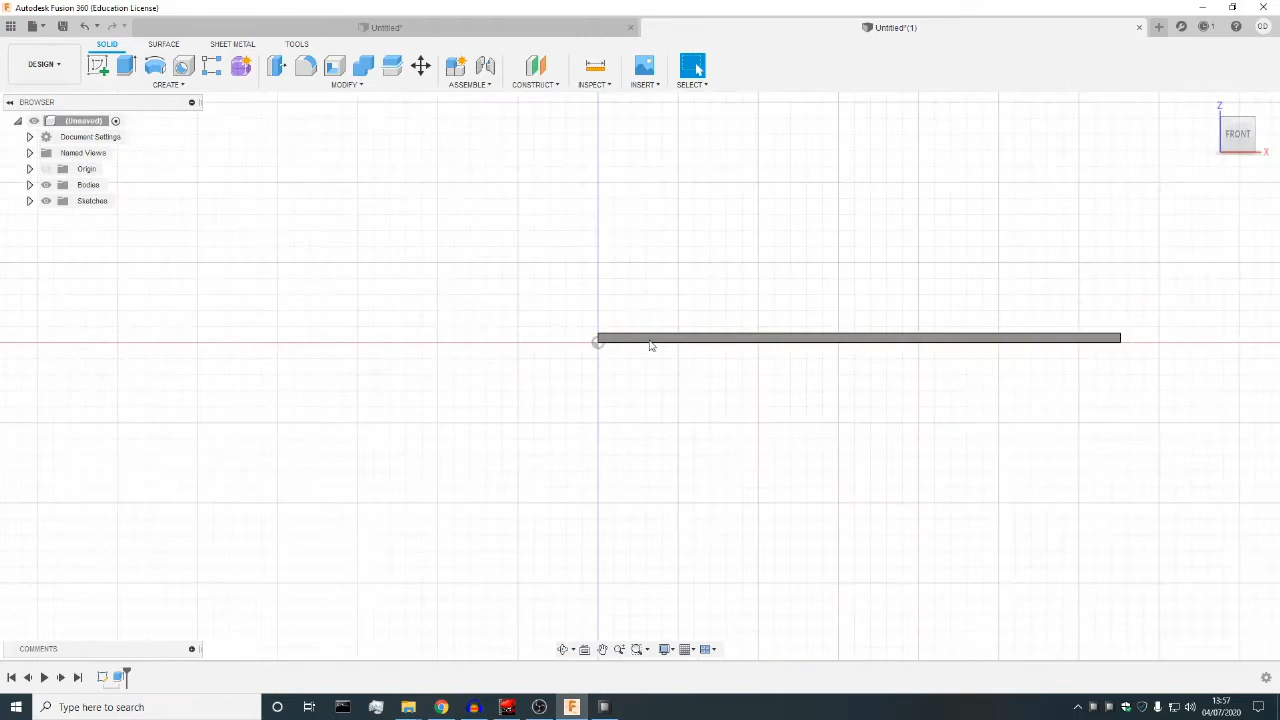 Autodesk Fusion 360 (Education License)
Untitled*
Untitled*(1)
1
OD
SOLID
SURFACE
SHEET METAL
TOOLS
DESIGN
CREATE
MODIFY
ASSEMBLE
CONSTRUCT
INSPECT
INSERT
SELECT
BROWSER
(Unsaved)
Document Settings
Named Views
Origin
Bodies
Sketches
Z
FRONT
X
COMMENTS
Type here to search
13:57
04/07/2020